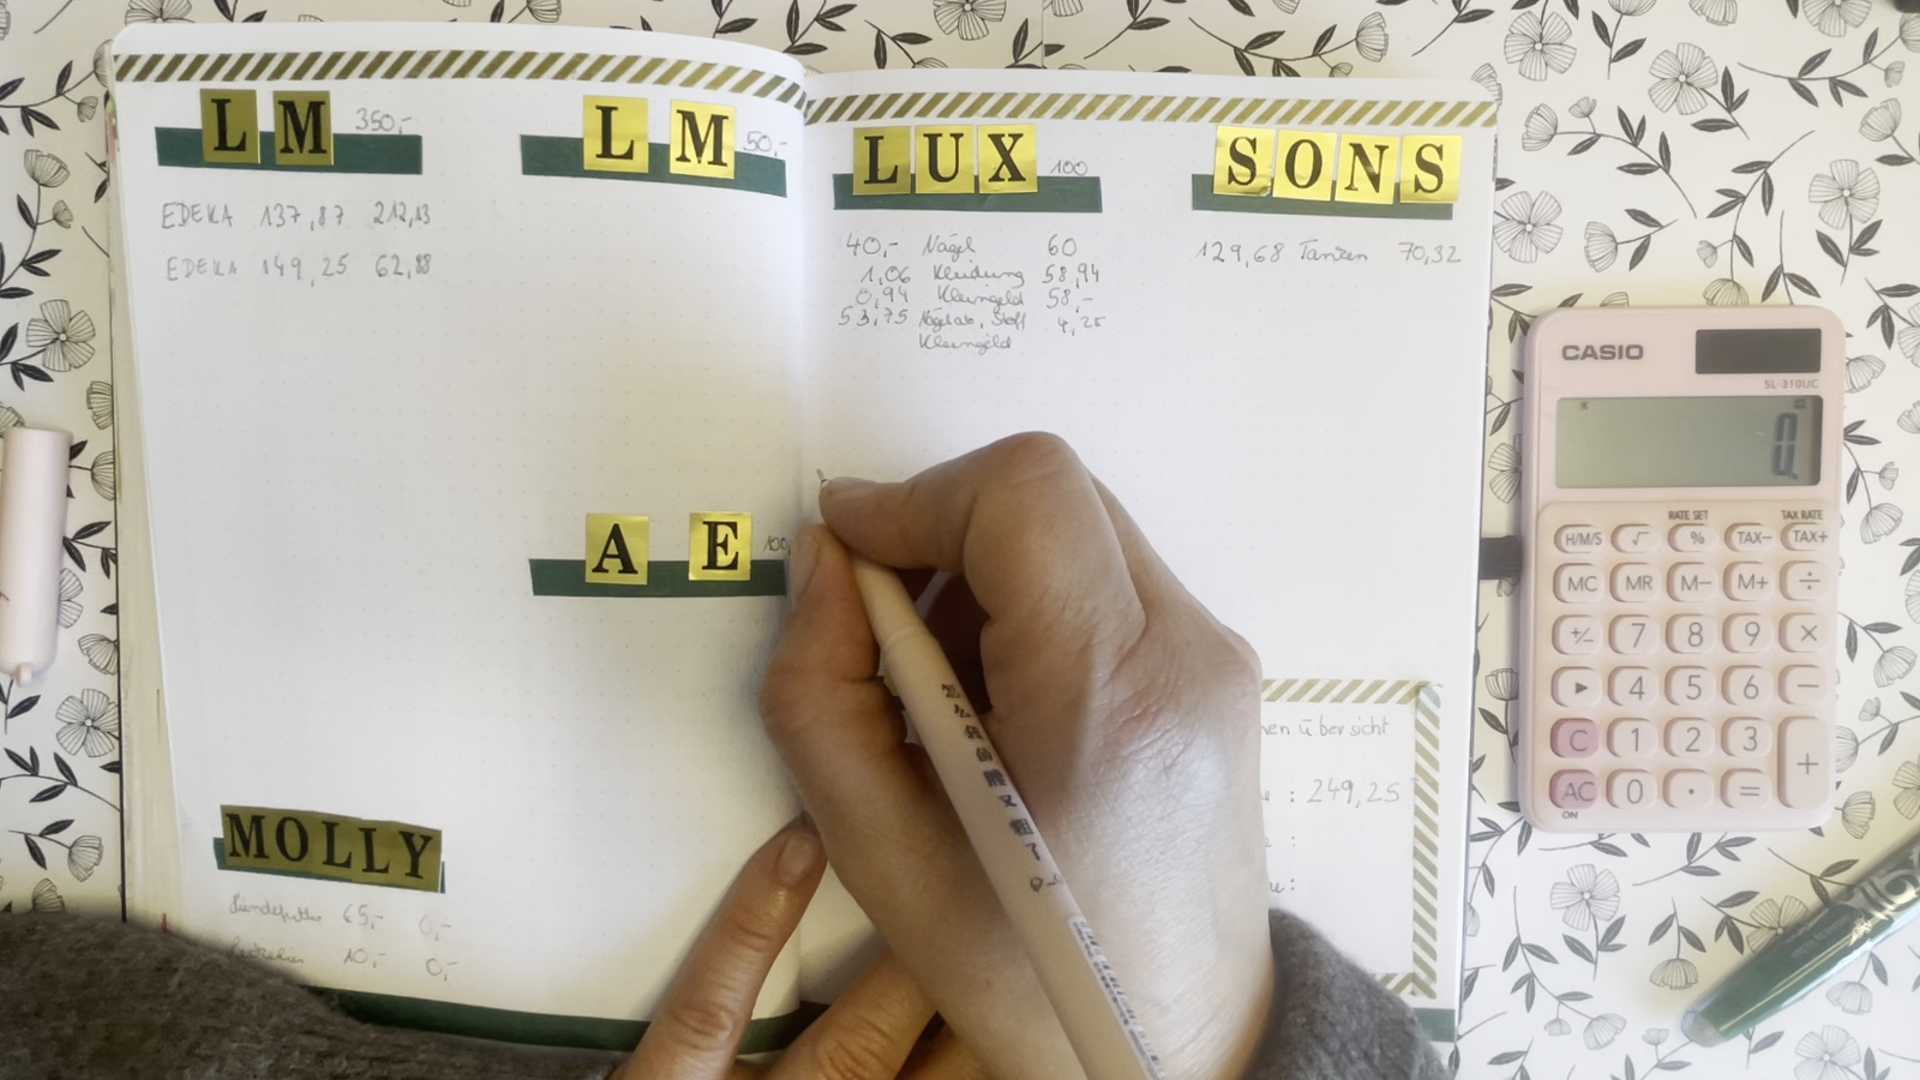 LM 350,-
EDEKA 137,87 212,13
EDEKA 149,25 62,88
LM 50,-
A E 100,
MOLLY
65,- 0,-
10,- 0,-
LUX 100
40,- Nägel 60
1,06 Kleidung 58,94
0,94 Kleingeld 58,-
53,75 Stoff 4,25
Kleingeld
SONS
129,68 Tanzen 70,32
übersicht
: 249,25
:
:
CASIO
SL-310UC
0.
RATE SET TAX RATE
H/M/S √ % TAX- TAX+
MC MR M- M+ ÷
+/- 7 8 9 ×
▶ 4 5 6 −
C 1 2 3
AC 0 · = +
ON